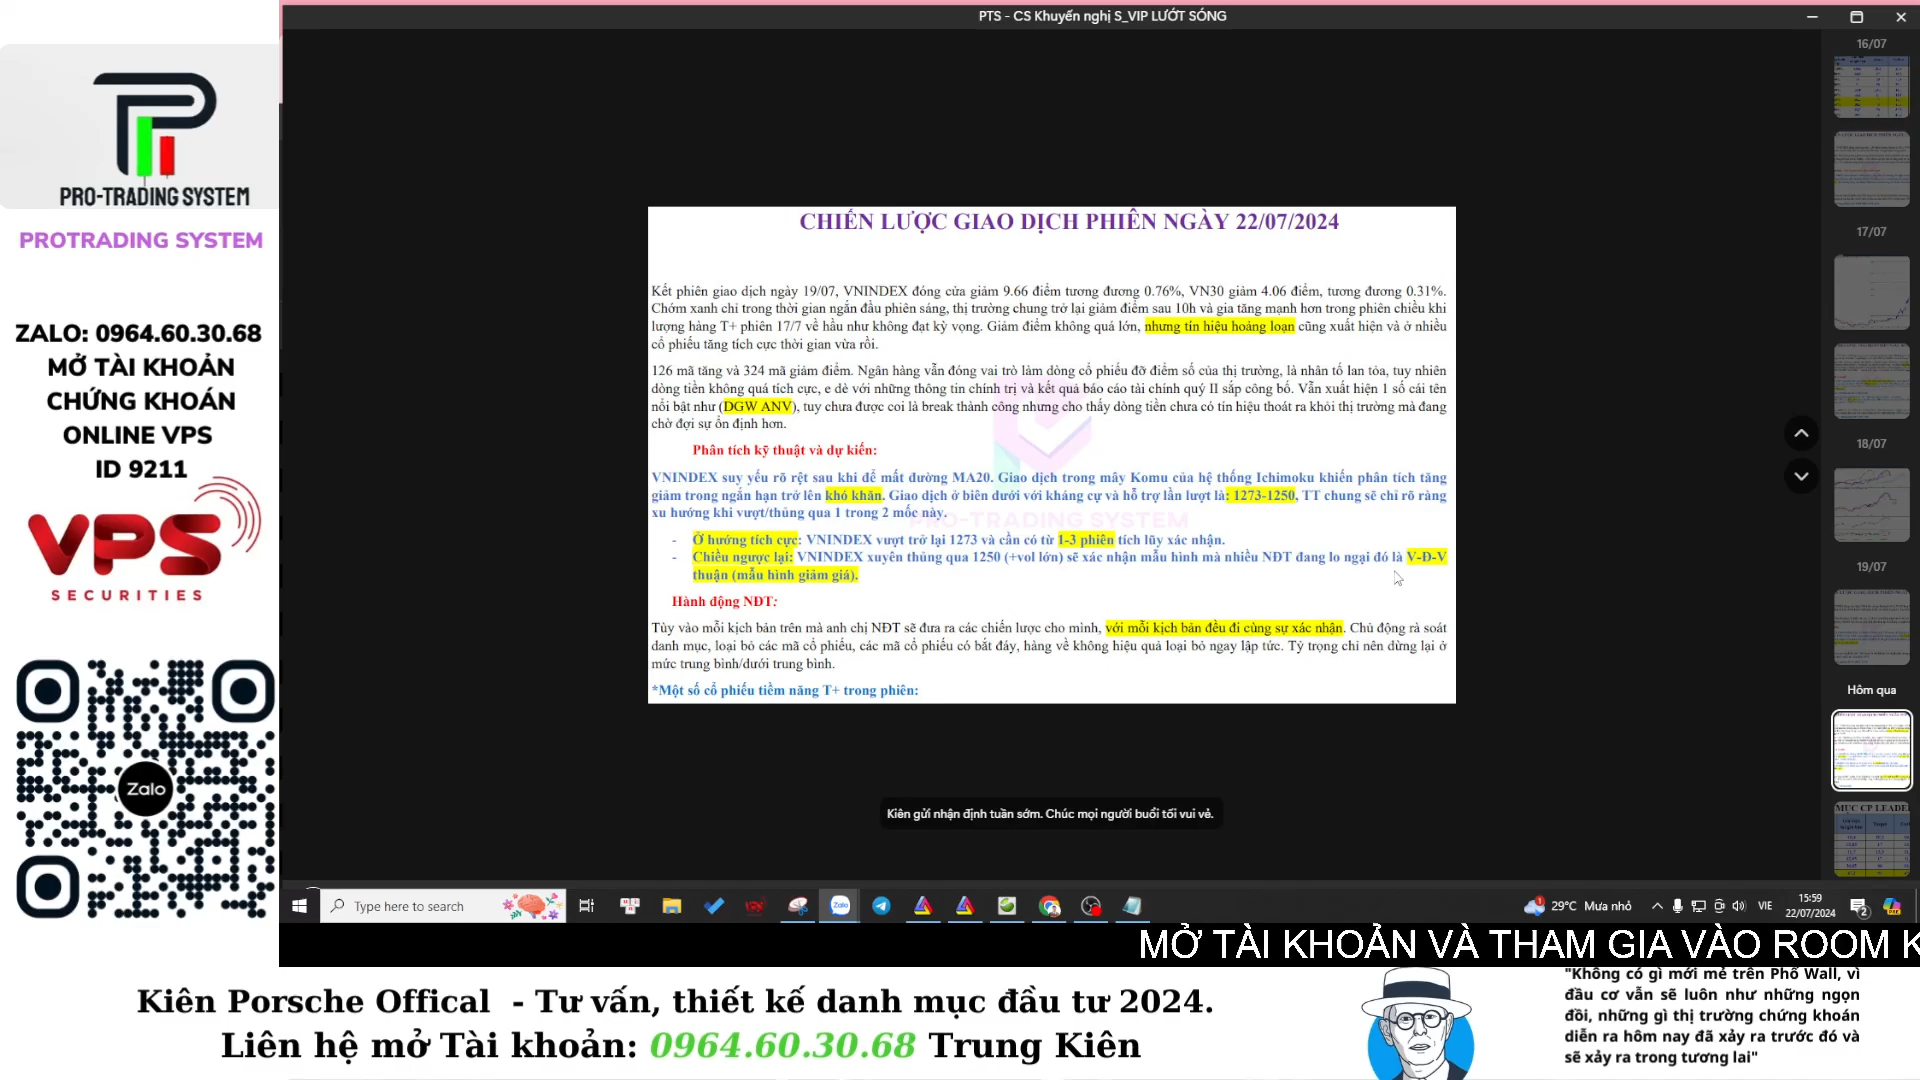 PTS - CS Khuyến nghị S_VIP LƯỚT SÓNG
PRO-TRADING SYSTEM
PROTRADING SYSTEM
ZALO: 0964.60.30.68
MỞ TÀI KHOẢN
CHỨNG KHOÁN
ONLINE VPS
ID 9211
VPS
SECURITIES
Zalo
CHIẾN LƯỢC GIAO DỊCH PHIÊN NGÀY 22/07/2024
Kết phiên giao dịch ngày 19/07, VNINDEX đóng cửa giảm 9.66 điểm tương đương 0.76%, VN30 giảm 4.06 điểm, tương đương 0.31%.
Chớm xanh chỉ trong thời gian ngắn đầu phiên sáng, thị trường chung trở lại giảm điểm sau 10h và gia tăng mạnh hơn trong phiên chiều khi
lượng hàng T+ phiên 17/7 về hầu như không đạt kỳ vọng. Giảm điểm không quá lớn, nhưng tín hiệu hoảng loạn cũng xuất hiện và ở nhiều
cổ phiếu tăng tích cực thời gian vừa rồi.
126 mã tăng và 324 mã giảm điểm. Ngân hàng vẫn đóng vai trò làm dòng cổ phiếu đỡ điểm số của thị trường, là nhân tố lan tỏa, tuy nhiên
dòng tiền không quá tích cực, e dè với những thông tin chính trị và kết quả báo cáo tài chính quý II sắp công bố. Vẫn xuất hiện 1 số cái tên
nổi bật như (DGW ANV), tuy chưa được coi là break thành công nhưng cho thấy dòng tiền chưa có tín hiệu thoát ra khỏi thị trường mà đang
chờ đợi sự ổn định hơn.
Phân tích kỹ thuật và dự kiến:
VNINDEX suy yếu rõ rệt sau khi để mất đường MA20. Giao dịch trong mây Komu của hệ thống Ichimoku khiến phân tích tăng
giảm trong ngắn hạn trở lên khó khăn. Giao dịch ở biên dưới với kháng cự và hỗ trợ lần lượt là: 1273-1250, TT chung sẽ chỉ rõ ràng
xu hướng khi vượt/thủng qua 1 trong 2 mốc này.
PRO-TRADING SYSTEM
- Ở hướng tích cực: VNINDEX vượt trở lại 1273 và cần có từ 1-3 phiên tích lũy xác nhận.
- Chiều ngược lại: VNINDEX xuyên thủng qua 1250 (+vol lớn) sẽ xác nhận mẫu hình mà nhiều NĐT đang lo ngại đó là V-Đ-V
thuận (mẫu hình giảm giá).
Hành động NĐT:
Tùy vào mỗi kịch bản trên mà anh chị NĐT sẽ đưa ra các chiến lược cho mình, với mỗi kịch bản đều đi cùng sự xác nhận. Chủ động rà soát
danh mục, loại bỏ các mã cổ phiếu, các mã cổ phiếu có bắt đáy, hàng về không hiệu quả loại bỏ ngay lập tức. Tỷ trọng chỉ nên dừng lại ở
mức trung bình/dưới trung bình.
*Một số cổ phiếu tiềm năng T+ trong phiên:
Kiên gửi nhận định tuần sớm. Chúc mọi người buổi tối vui vẻ.
16/07
17/07
18/07
19/07
Hôm qua
Type here to search
Zalo
29°C Mưa nhỏ
VIE
15:59
22/07/2024
2
MỞ TÀI KHOẢN VÀ THAM GIA VÀO ROOM K
Kiên Porsche Offical - Tư vấn, thiết kế danh mục đầu tư 2024.
Liên hệ mở Tài khoản: 0964.60.30.68 Trung Kiên
"Không có gì mới mẻ trên Phố Wall, vì
đầu cơ vẫn sẽ luôn như những ngọn
đồi, những gì thị trường chứng khoán
diễn ra hôm nay đã xảy ra trước đó và
sẽ xảy ra trong tương lai"